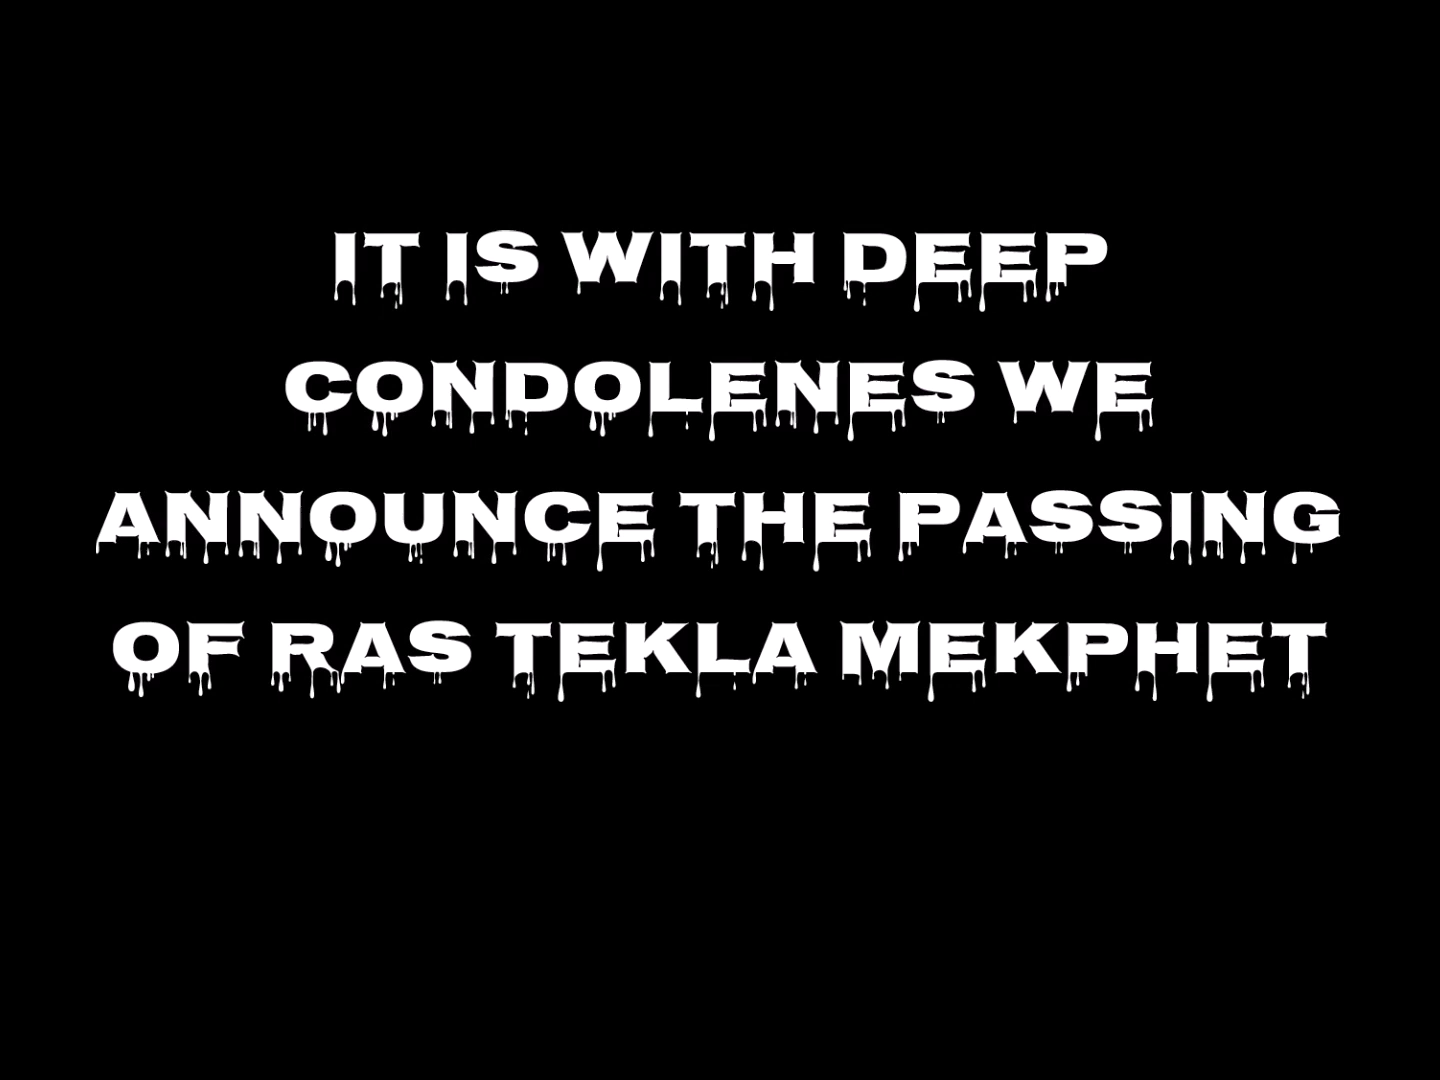 IT IS WITH DEEP
CONDOLENES WE
ANNOUNCE THE PASSING
OF RAS TEKLA MEKPHET